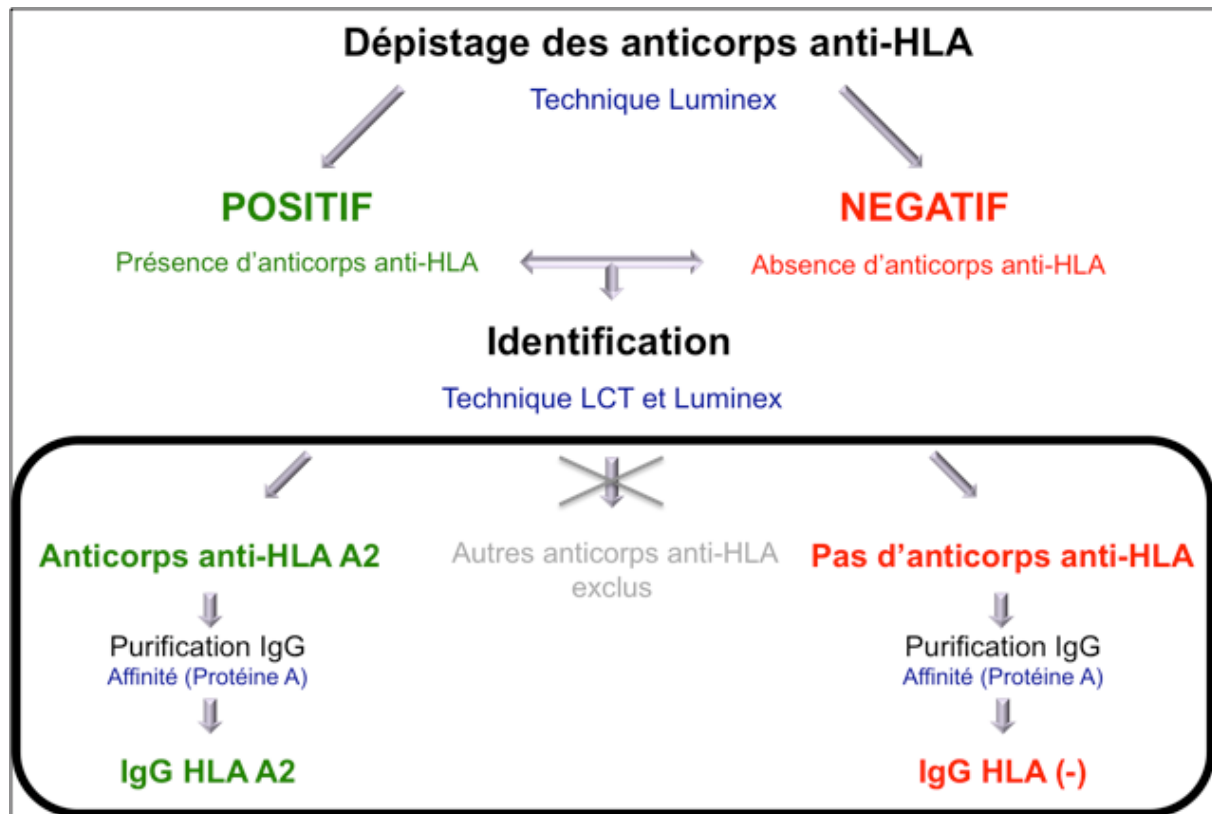 Dépistage des anticorps anti-HLA
Technique Luminex
POSITIF
NEGATIF
Présence d'anticorps anti-HLA
Absence d'anticorps anti-HLA
Identification
Technique LCT et Luminex
Anticorps anti-HLA A2
Autres anticorps anti-HLA
exclus
Pas d'anticorps anti-HLA
Purification IgG
Affinité (Protéine A)
Purification IgG
Affinité (Protéine A)
IgG HLA A2
IgG HLA (-)